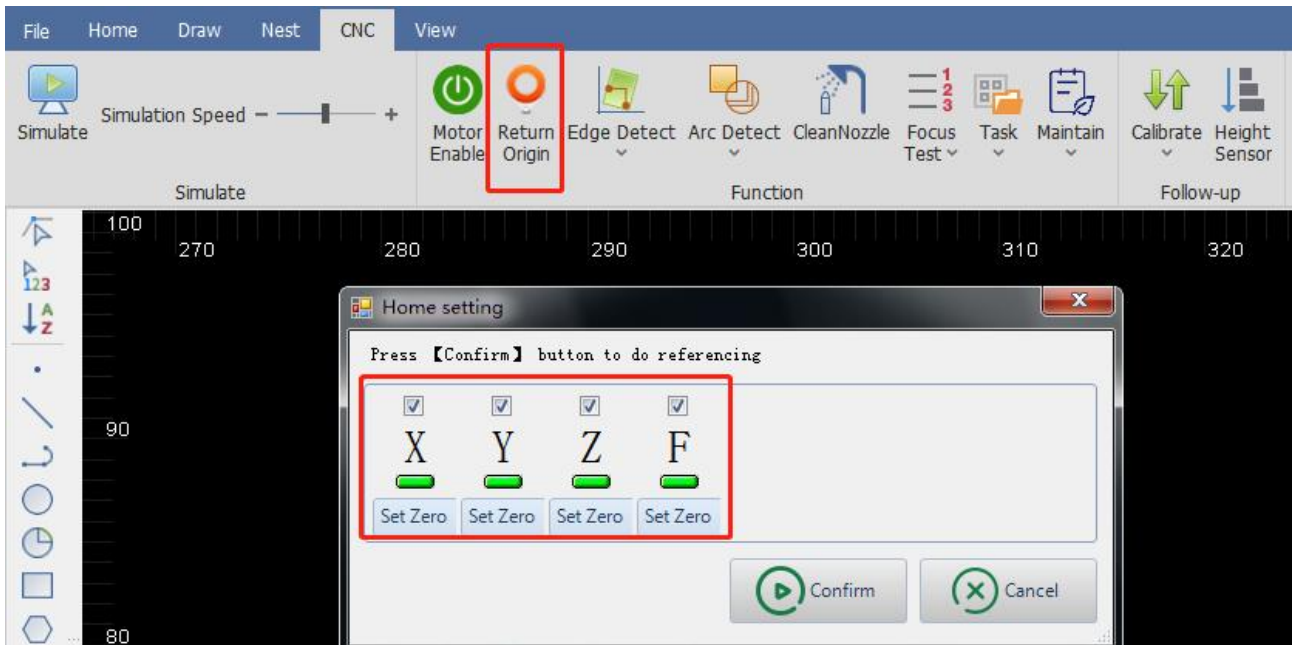 File Home Draw Nest CNC View
Simulate
Simulation Speed - +
Motor Enable
Return Origin
Edge Detect
Arc Detect
CleanNozzle
Focus Test
1
2
3
Task
Maintain
Calibrate
Height Sensor
Simulate Function Follow-up
100
270 280 290 300 310 320
123
A
Z
Home setting
X
Press 【Confirm】 button to do referencing
X Y Z F
Set Zero Set Zero Set Zero Set Zero
90
Confirm Cancel
80